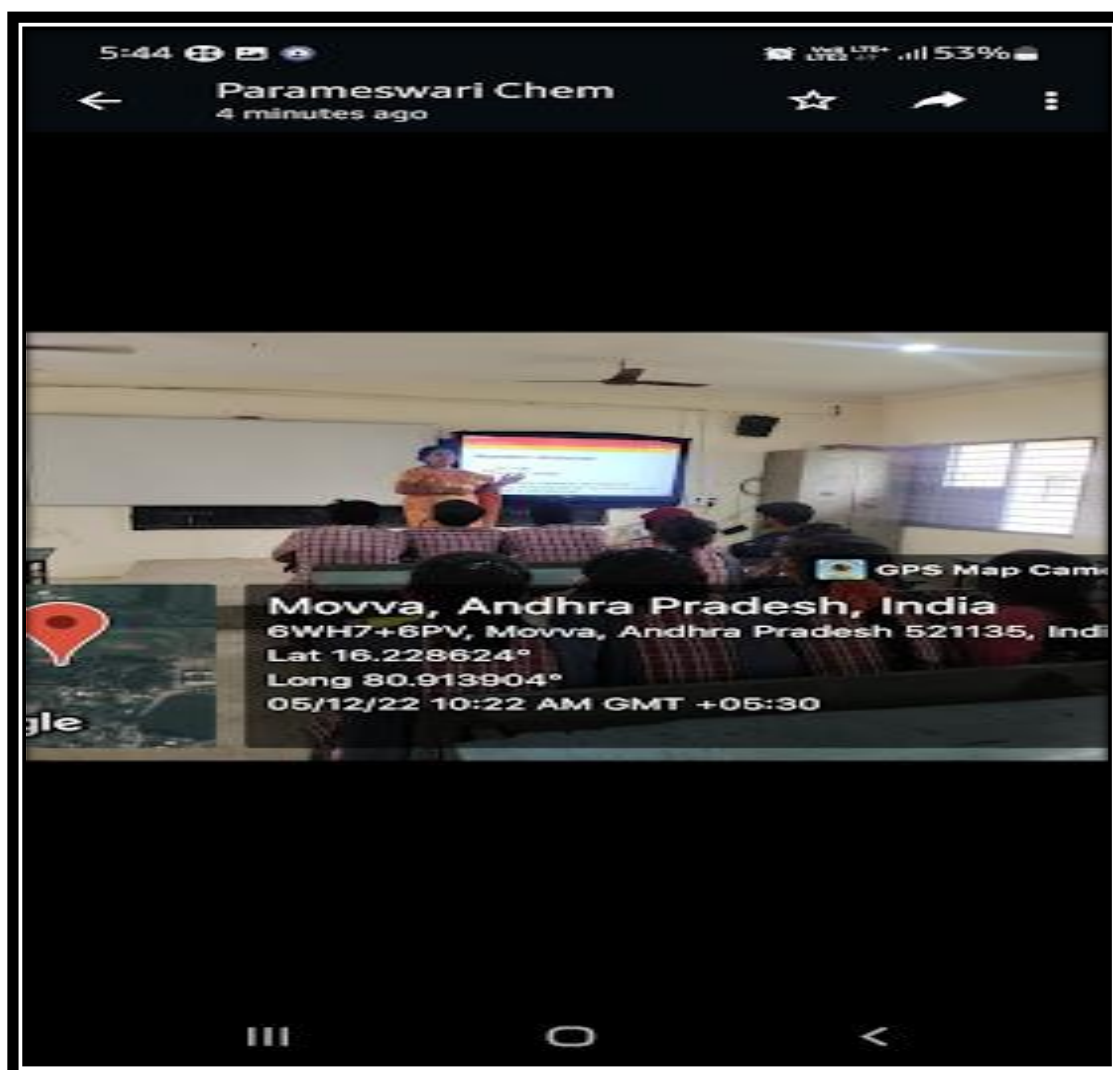 5:44 53%
Parameswari Chem
4 minutes ago
GPS Map Cam
Movva, Andhra Pradesh, India
6WH7+6PV, Movva, Andhra Pradesh 521135, Indi
Lat 16.228624°
Long 80.913904°
05/12/22 10:22 AM GMT +05:30
gle